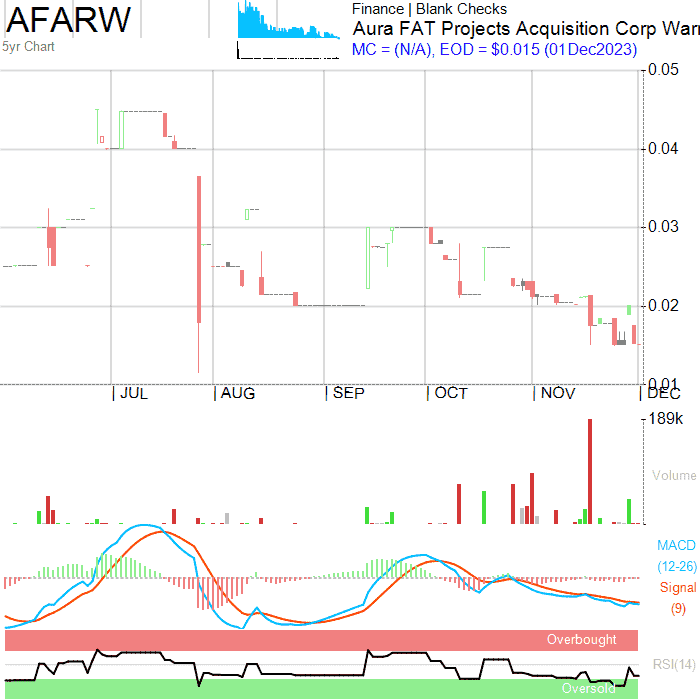 AFARW
5yr Chart
Finance | Blank Checks
Aura FAT Projects Acquisition Corp Warr
MC = (N/A), EOD = $0.015 (01Dec2023)
0.05
0.04
0.03
0.02
0.01
JUL
AUG
SEP
OCT
NOV
DEC
189k
Volume
MACD
(12-26)
Signal
(9)
Overbought
RSI(14)
Oversold